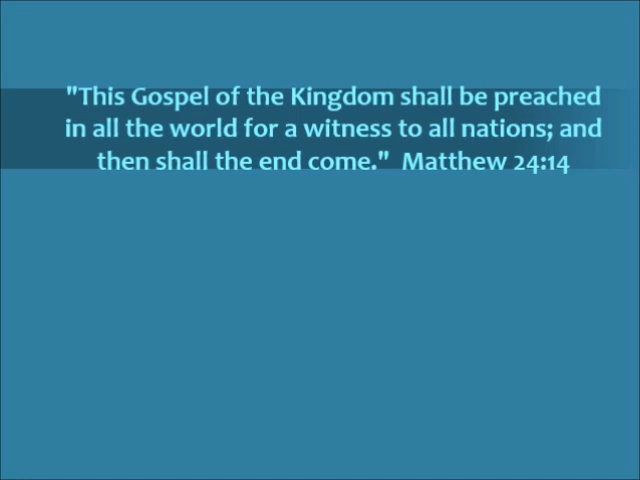 "This Gospel of the Kingdom shall be preached
in all the world for a witness to all nations; and
then shall the end come."  Matthew 24:14